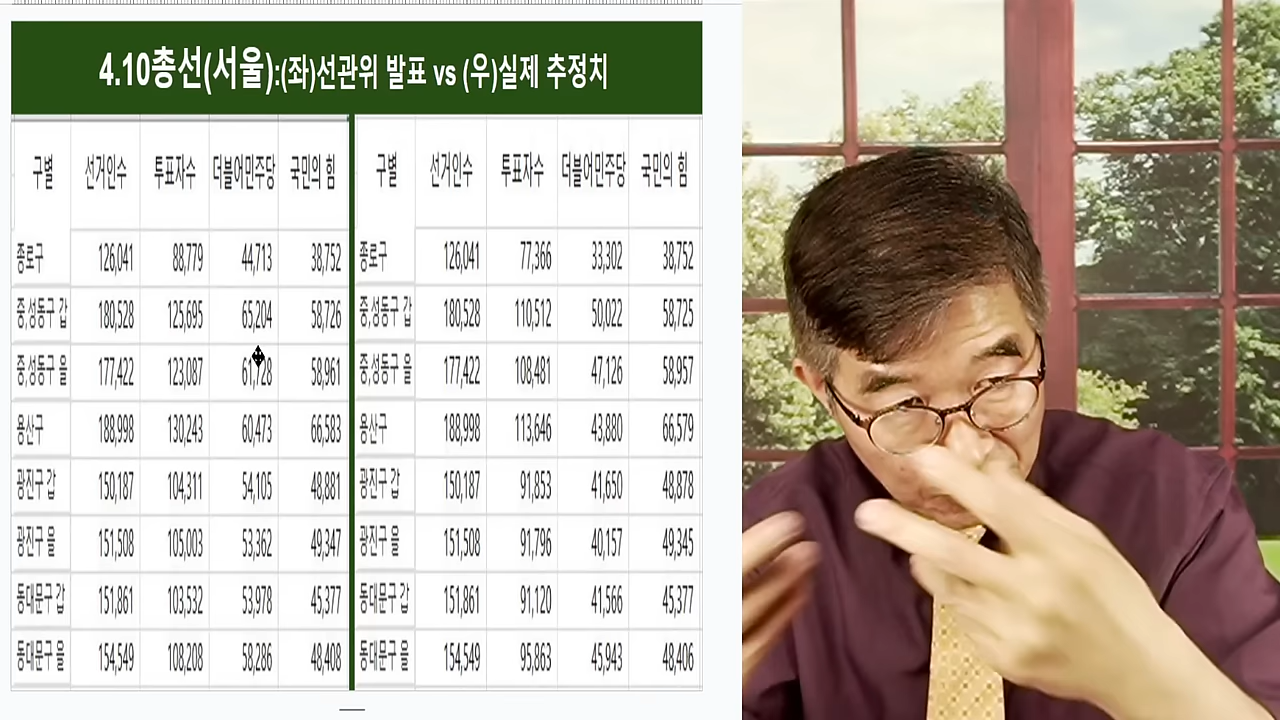 4.10총선(서울):(좌)선관위 발표 vs (우)실제 추정치
구별 선거인수 투표자수 더불어민주당 국민의 힘 구별 선거인수 투표자수 더불어민주당 국민의 힘
종로구 126,041 88,779 44,713 38,752 종로구 126,041 77,366 33,302 38,752
중,성동구 갑 180,528 125,695 65,204 58,726 중,성동구 갑 180,528 110,512 50,022 58,725
중,성동구 을 177,422 123,087 61,728 58,961 중,성동구 을 177,422 108,481 47,126 58,957
용산구 188,998 130,243 60,473 66,583 용산구 188,998 113,646 43,880 66,579
광진구 갑 150,187 104,311 54,105 48,881 광진구 갑 150,187 91,853 41,650 48,878
광진구 을 151,508 105,003 53,362 49,347 광진구 을 151,508 91,796 40,157 49,345
동대문구 갑 151,861 103,532 53,978 45,377 동대문구 갑 151,861 91,120 41,566 45,377
동대문구 을 154,549 108,208 58,286 48,408 동대문구 을 154,549 95,863 45,943 48,406